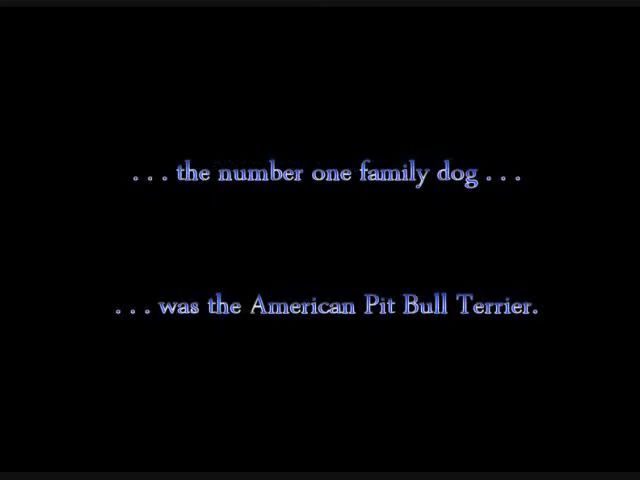 . . . the number one family dog . . .
. . . was the American Pit Bull Terrier.